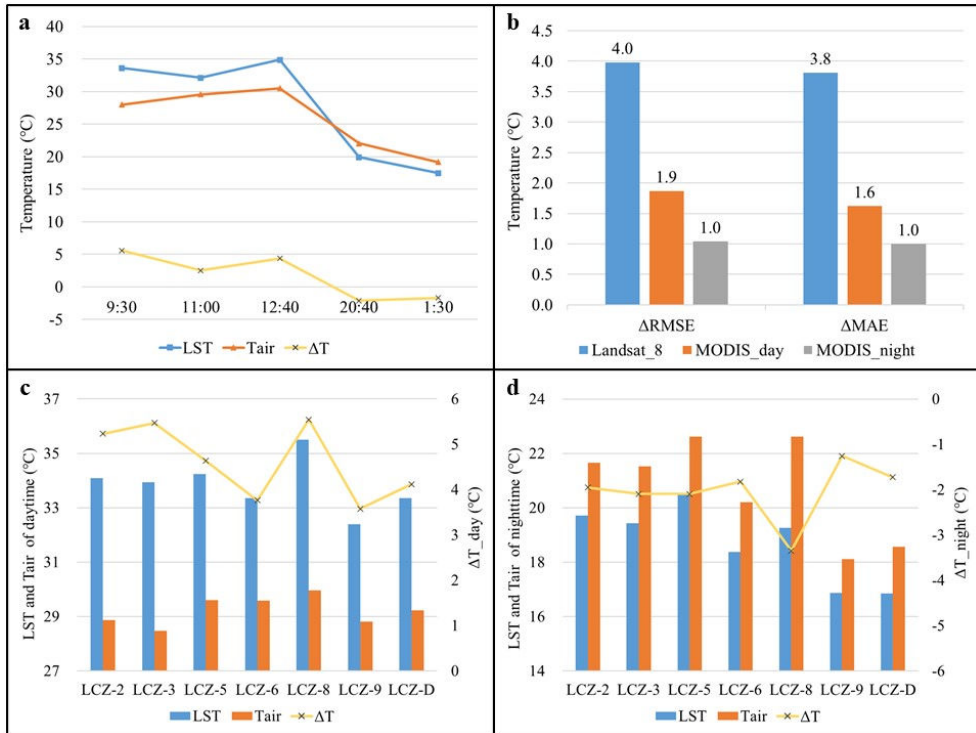 a
Temperature (°C)
40
35
30
25
20
15
10
5
0
-5
9:30 11:00 12:40 20:40 1:30
LST Tair ΔT
b
Temperature (°C)
4.5
4.0
3.5
3.0
2.5
2.0
1.5
1.0
0.5
0.0
4.0
1.9
1.0
3.8
1.6
1.0
ΔRMSE ΔMAE
Landsat_8 MODIS_day MODIS_night
c
LST and Tair of daytime (°C)
37
35
33
31
29
27
6
5
4
3
2
1
0
ΔT_day (°C)
LCZ-2 LCZ-3 LCZ-5 LCZ-6 LCZ-8 LCZ-9 LCZ-D
LST Tair ΔT
d
LST and Tair of nighttime (°C)
24
22
20
18
16
14
0
-1
-2
-3
-4
-5
-6
ΔT_night (°C)
LCZ-2 LCZ-3 LCZ-5 LCZ-6 LCZ-8 LCZ-9 LCZ-D
LST Tair ΔT